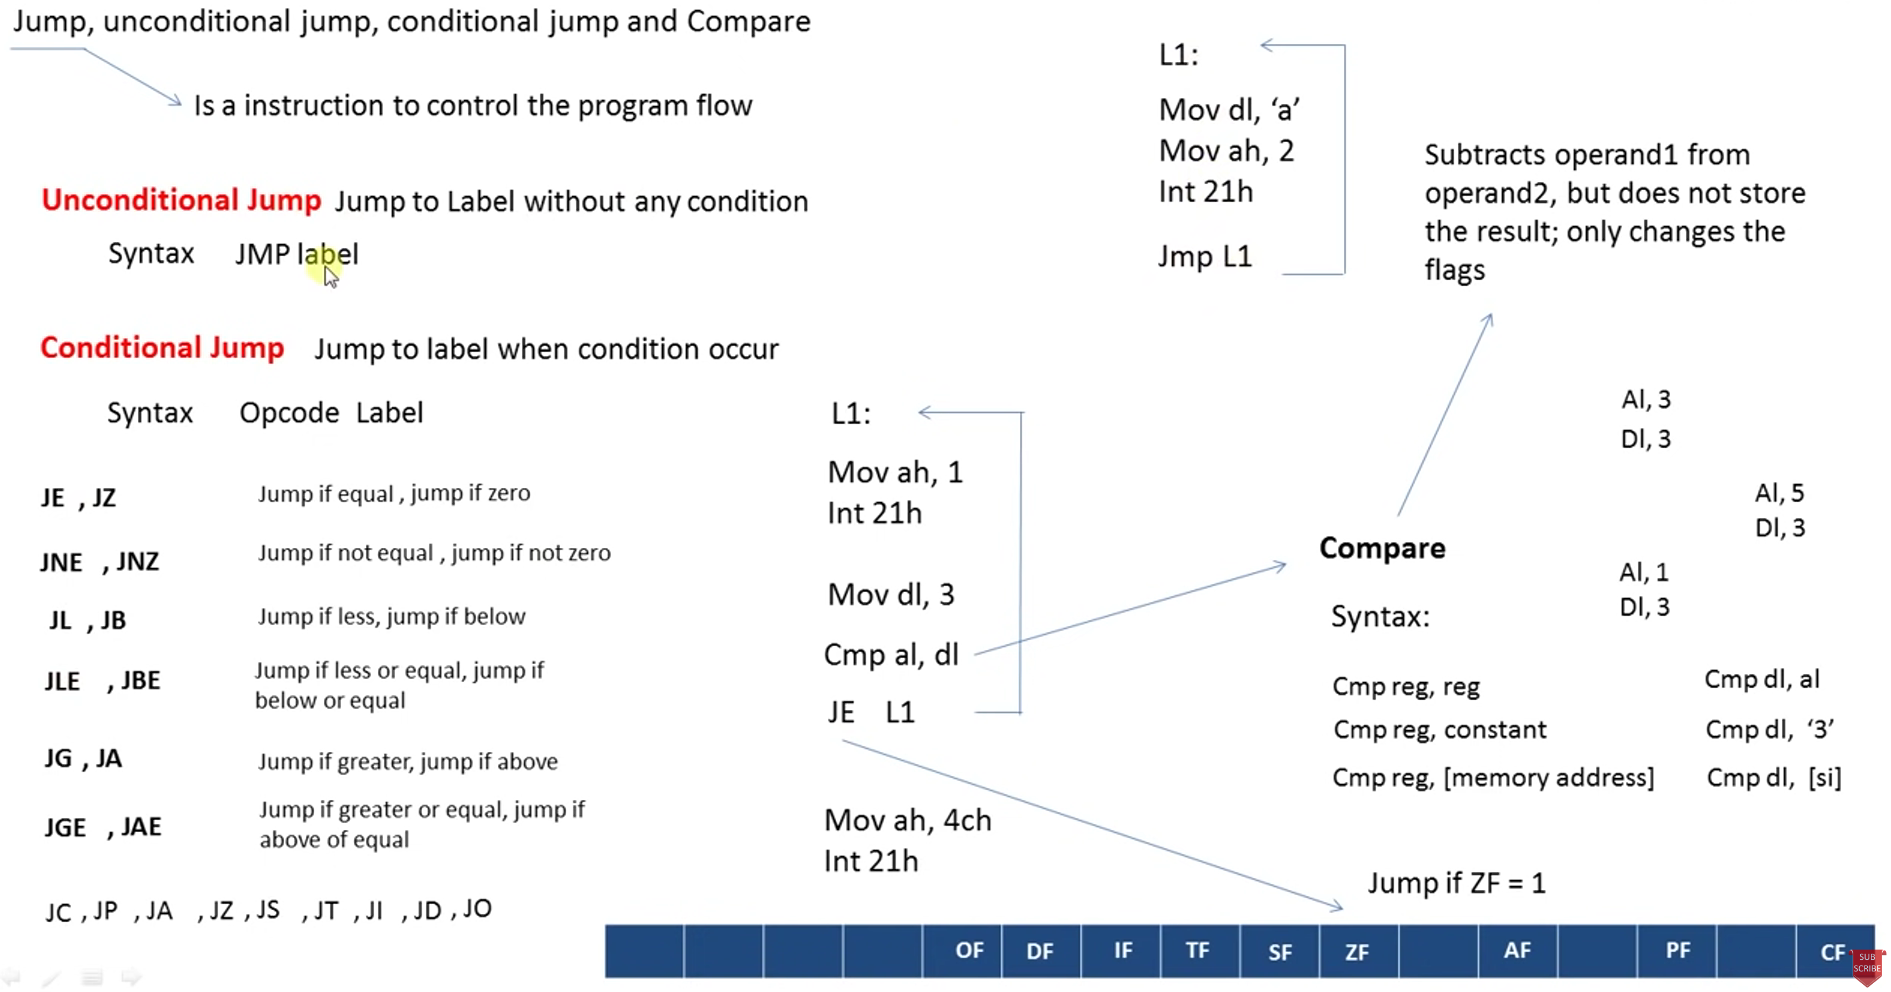 Jump, unconditional jump, conditional jump and Compare
Is a instruction to control the program flow
Unconditional Jump Jump to Label without any condition
Syntax JMP label
Conditional Jump Jump to label when condition occur
Syntax Opcode Label
JE , JZ Jump if equal , jump if zero
JNE , JNZ Jump if not equal , jump if not zero
JL , JB Jump if less, jump if below
JLE , JBE Jump if less or equal, jump if
below or equal
JG , JA Jump if greater, jump if above
JGE , JAE Jump if greater or equal, jump if
above of equal
JC , JP , JA , JZ , JS , JT , JI , JD , JO
L1:
Mov ah, 1
Int 21h
Mov dl, 3
Cmp al, dl
JE L1
Mov ah, 4ch
Int 21h
L1:
Mov dl, ‘a’
Mov ah, 2
Int 21h
Jmp L1
Subtracts operand1 from
operand2, but does not store
the result; only changes the
flags
Al, 3
Dl, 3
Al, 5
Dl, 3
Al, 1
Dl, 3
Compare
Syntax:
Cmp reg, reg Cmp dl, al
Cmp reg, constant Cmp dl, ‘3’
Cmp reg, [memory address] Cmp dl, [si]
Jump if ZF = 1
OF DF IF TF SF ZF AF PF CF
SUB
SCRIBE